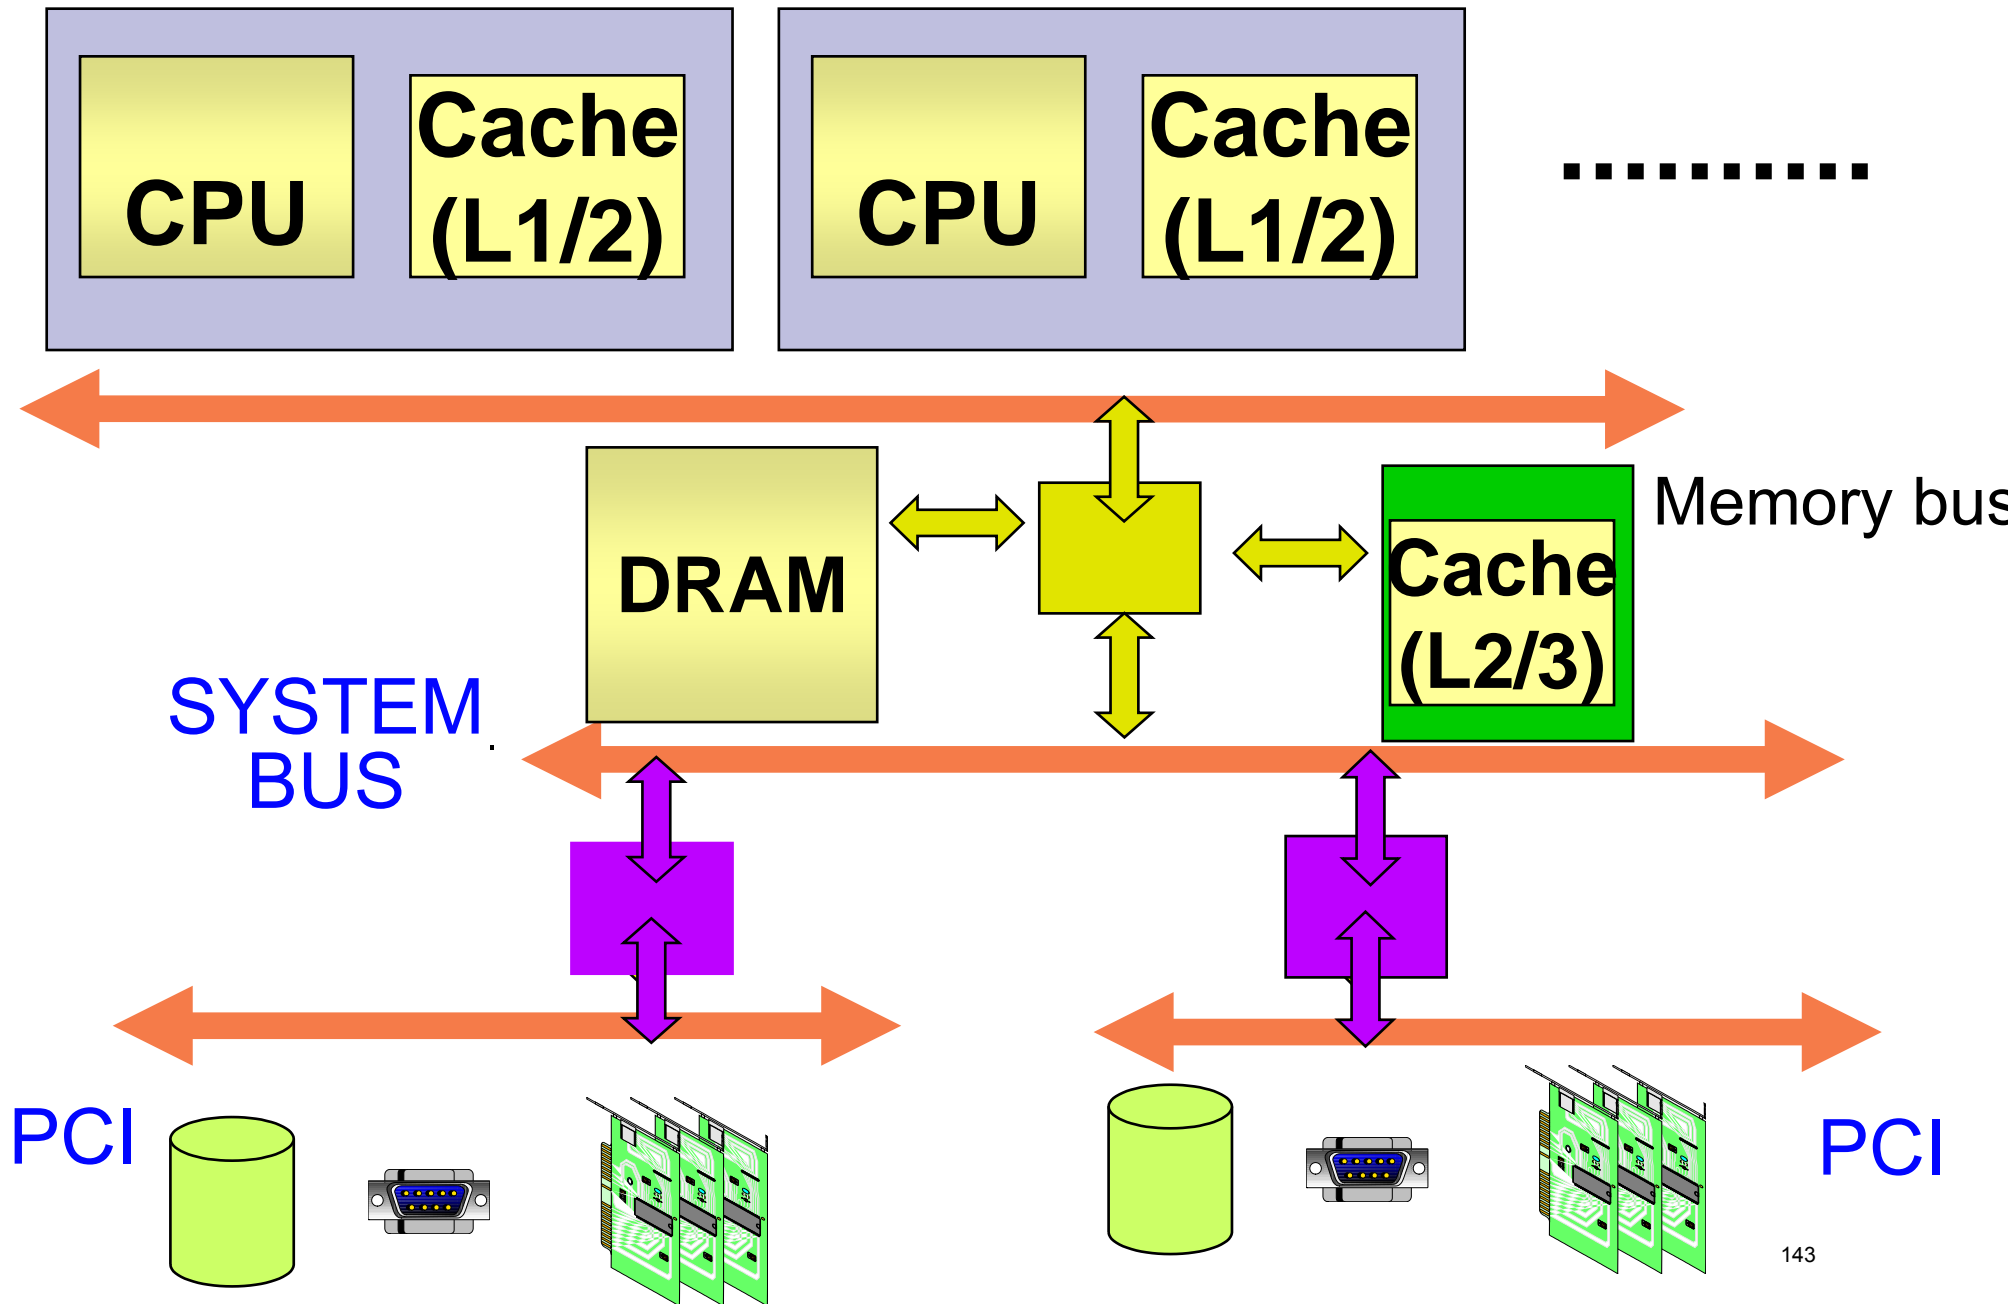 CPU
Cache
(L1/2)
CPU
Cache
(L1/2)
..........
DRAM
Cache
(L2/3)
Memory bus
SYSTEM
BUS
PCI
PCI
143